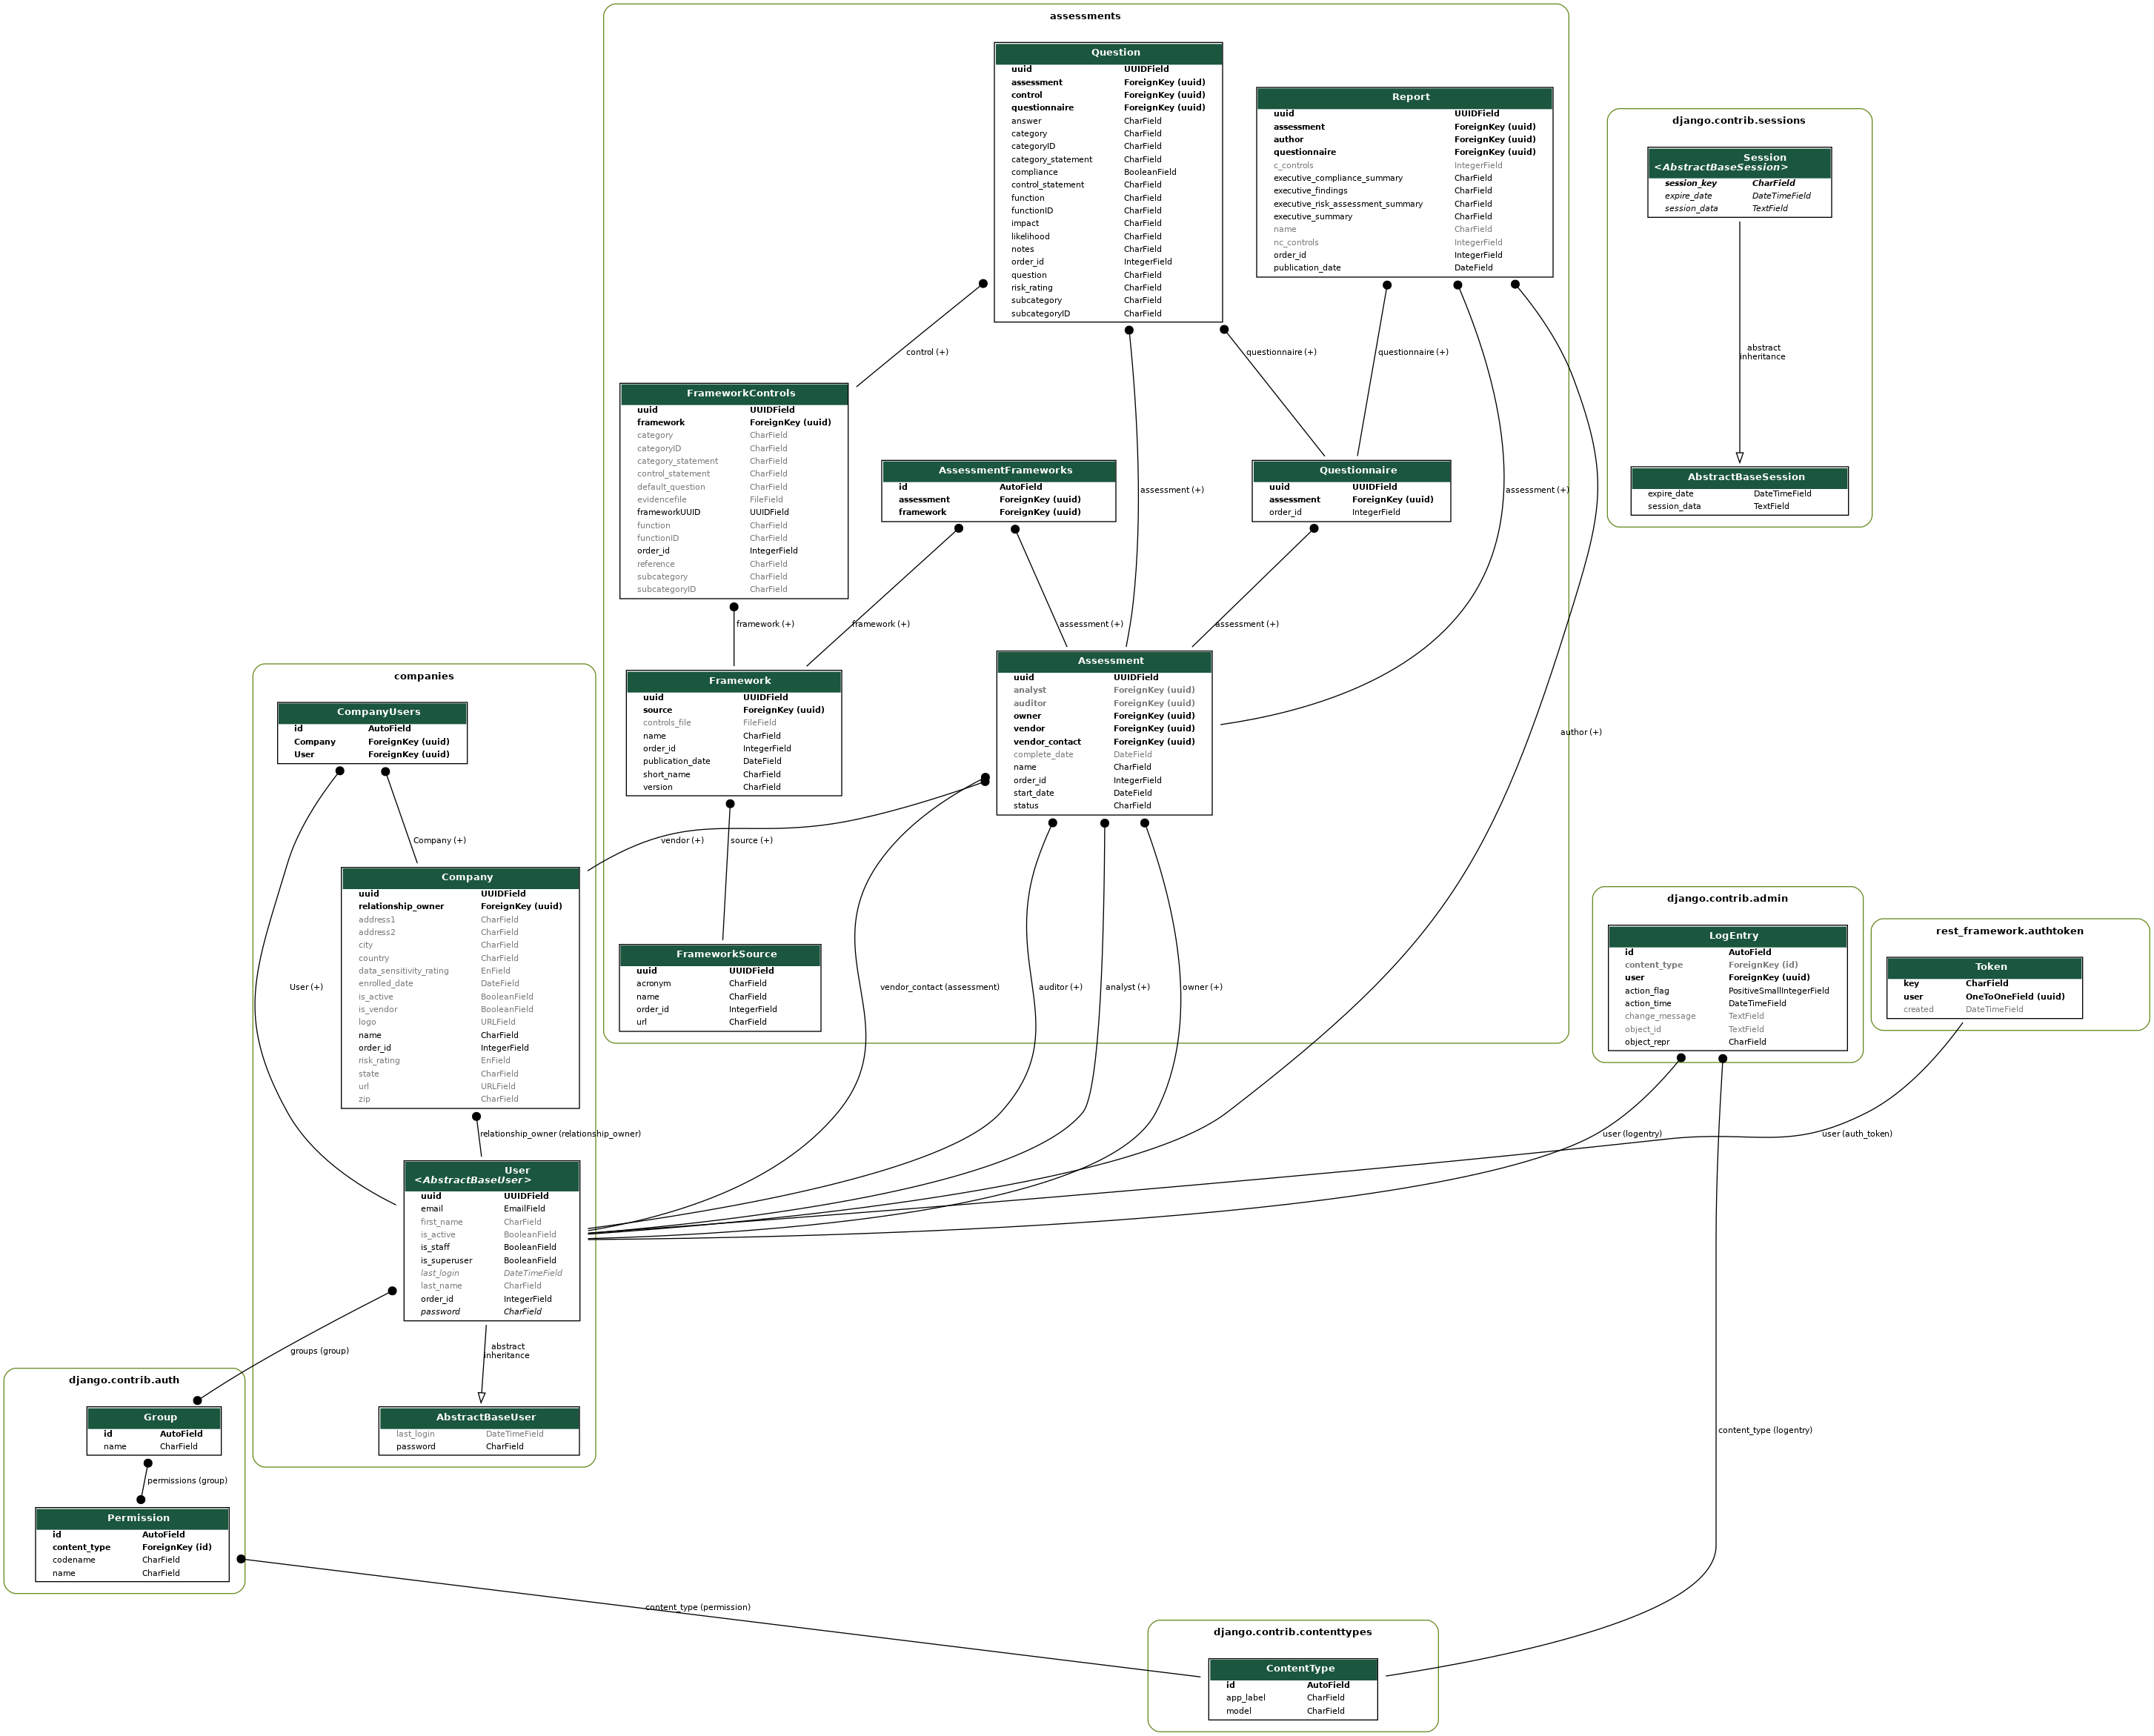 assessments
Question
uuid UUIDField
assessment ForeignKey (uuid)
control ForeignKey (uuid)
questionnaire ForeignKey (uuid)
answer CharField
category CharField
categoryID CharField
category_statement CharField
compliance BooleanField
control_statement CharField
function CharField
functionID CharField
impact CharField
likelihood CharField
notes CharField
order_id IntegerField
question CharField
risk_rating CharField
subcategory CharField
subcategoryID CharField
Report
uuid UUIDField
assessment ForeignKey (uuid)
author ForeignKey (uuid)
questionnaire ForeignKey (uuid)
c_controls IntegerField
executive_compliance_summary CharField
executive_findings CharField
executive_risk_assessment_summary CharField
executive_summary CharField
name CharField
nc_controls IntegerField
order_id IntegerField
publication_date DateField
django.contrib.sessions
Session
<AbstractBaseSession>
session_key CharField
expire_date DateTimeField
session_data TextField
abstract
inheritance
AbstractBaseSession
expire_date DateTimeField
session_data TextField
control (+)
questionnaire (+)
questionnaire (+)
FrameworkControls
uuid UUIDField
framework ForeignKey (uuid)
category CharField
categoryID CharField
category_statement CharField
control_statement CharField
default_question CharField
evidencefile FileField
frameworkUUID UUIDField
function CharField
functionID CharField
order_id IntegerField
reference CharField
subcategory CharField
subcategoryID CharField
AssessmentFrameworks
id AutoField
assessment ForeignKey (uuid)
framework ForeignKey (uuid)
assessment (+)
Questionnaire
uuid UUIDField
assessment ForeignKey (uuid)
order_id IntegerField
assessment (+)
framework (+)
framework (+)
assessment (+)
assessment (+)
Framework
uuid UUIDField
source ForeignKey (uuid)
controls_file FileField
name CharField
order_id IntegerField
publication_date DateField
short_name CharField
version CharField
Assessment
uuid UUIDField
analyst ForeignKey (uuid)
auditor ForeignKey (uuid)
owner ForeignKey (uuid)
vendor ForeignKey (uuid)
vendor_contact ForeignKey (uuid)
complete_date DateField
name CharField
order_id IntegerField
start_date DateField
status CharField
author (+)
companies
CompanyUsers
id AutoField
Company ForeignKey (uuid)
User ForeignKey (uuid)
Company (+)
vendor (+)
source (+)
Company
uuid UUIDField
relationship_owner ForeignKey (uuid)
address1 CharField
address2 CharField
city CharField
country CharField
data_sensitivity_rating EnField
enrolled_date DateField
is_active BooleanField
is_vendor BooleanField
logo URLField
name CharField
order_id IntegerField
risk_rating EnField
state CharField
url URLField
zip CharField
User (+)
FrameworkSource
uuid UUIDField
acronym CharField
name CharField
order_id IntegerField
url CharField
vendor_contact (assessment)
auditor (+)
analyst (+)
owner (+)
django.contrib.admin
LogEntry
id AutoField
content_type ForeignKey (id)
user ForeignKey (uuid)
action_flag PositiveSmallIntegerField
action_time DateTimeField
change_message TextField
object_id TextField
object_repr CharField
rest_framework.authtoken
Token
key CharField
user OneToOneField (uuid)
created DateTimeField
relationship_owner (relationship_owner)
user (logentry)
user (auth_token)
User
<AbstractBaseUser>
uuid UUIDField
email EmailField
first_name CharField
is_active BooleanField
is_staff BooleanField
is_superuser BooleanField
last_login DateTimeField
last_name CharField
order_id IntegerField
password CharField
groups (group)
abstract
inheritance
AbstractBaseUser
last_login DateTimeField
password CharField
django.contrib.auth
Group
id AutoField
name CharField
permissions (group)
Permission
id AutoField
content_type ForeignKey (id)
codename CharField
name CharField
content_type (logentry)
content_type (permission)
django.contrib.contenttypes
ContentType
id AutoField
app_label CharField
model CharField